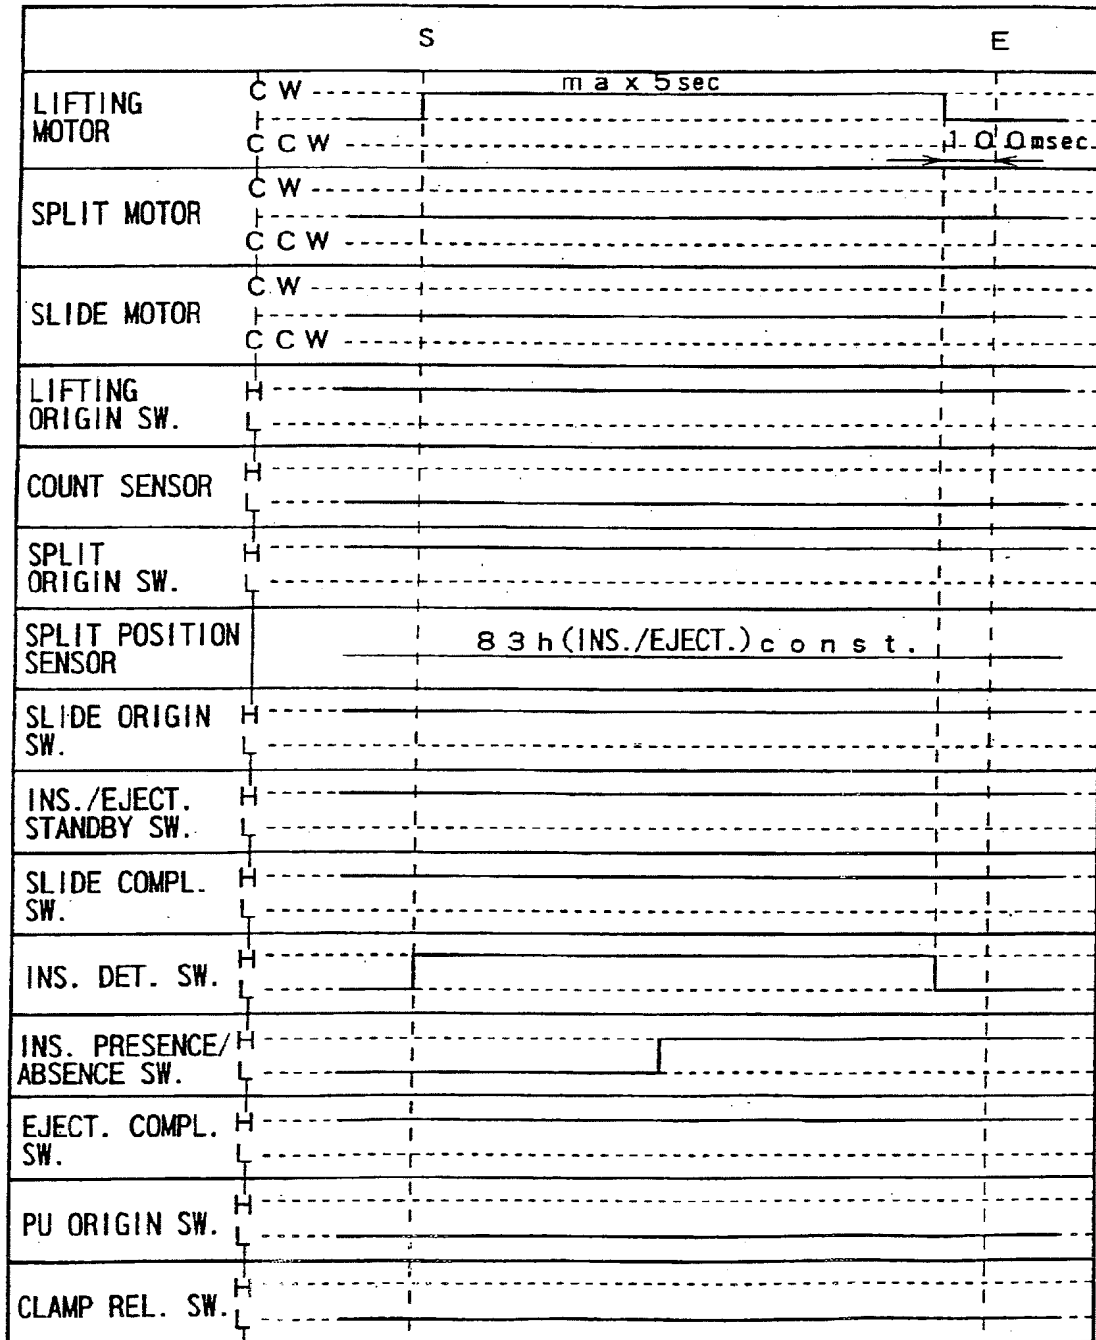 S E
LIFTING MOTOR
CW
max 5sec
CCW
100msec
SPLIT MOTOR
CW
CCW
SLIDE MOTOR
CW
CCW
LIFTING ORIGIN SW.
H
L
COUNT SENSOR
H
L
SPLIT ORIGIN SW.
H
L
SPLIT POSITION SENSOR
83h(INS./EJECT.)const.
SLIDE ORIGIN SW.
H
L
INS./EJECT. STANDBY SW.
H
L
SLIDE COMPL. SW.
H
L
INS. DET. SW.
H
L
INS. PRESENCE/ ABSENCE SW.
H
L
EJECT. COMPL. SW.
H
L
PU ORIGIN SW.
H
L
CLAMP REL. SW.
H
L